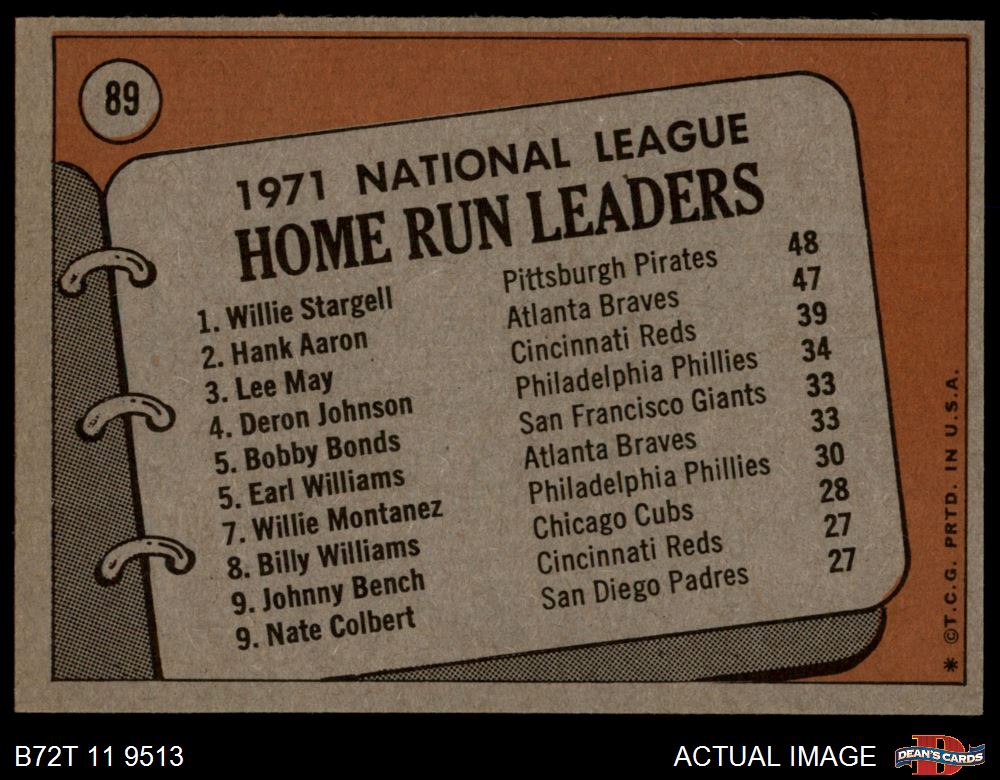 89
1971 NATIONAL LEAGUE
HOME RUN LEADERS
1. Willie Stargell Pittsburgh Pirates 48
2. Hank Aaron Atlanta Braves 47
3. Lee May Cincinnati Reds 39
4. Deron Johnson Philadelphia Phillies 34
5. Bobby Bonds San Francisco Giants 33
5. Earl Williams Atlanta Braves 33
7. Willie Montanez Philadelphia Phillies 30
8. Billy Williams Chicago Cubs 28
9. Johnny Bench Cincinnati Reds 27
9. Nate Colbert San Diego Padres 27
* ©T.C.G. PRTD. IN U.S.A.
B72T 11 9513 ACTUAL IMAGE
D
DEAN'S CARDS